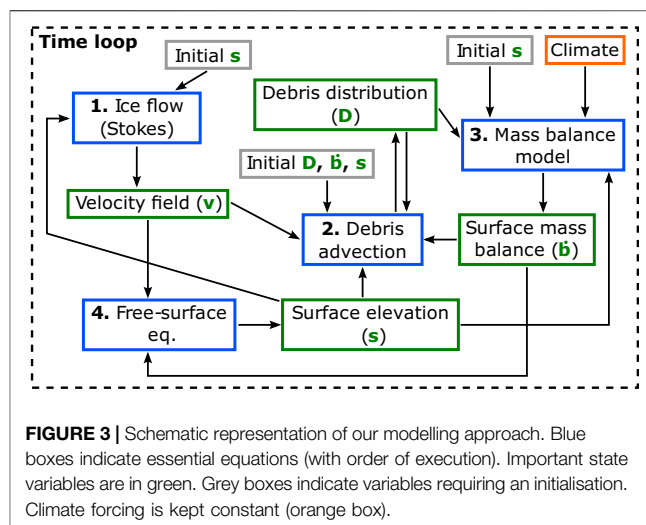 Time loop
Initial s
Initial s
Climate
1. Ice flow
(Stokes)
Debris distribution
(D)
3. Mass balance
model
Initial D, ḃ, s
Velocity field (v)
2. Debris
advection
Surface mass
balance (ḃ)
4. Free-surface
eq.
Surface elevation
(s)
FIGURE 3 | Schematic representation of our modelling approach. Blue
boxes indicate essential equations (with order of execution). Important state
variables are in green. Grey boxes indicate variables requiring an initialisation.
Climate forcing is kept constant (orange box).